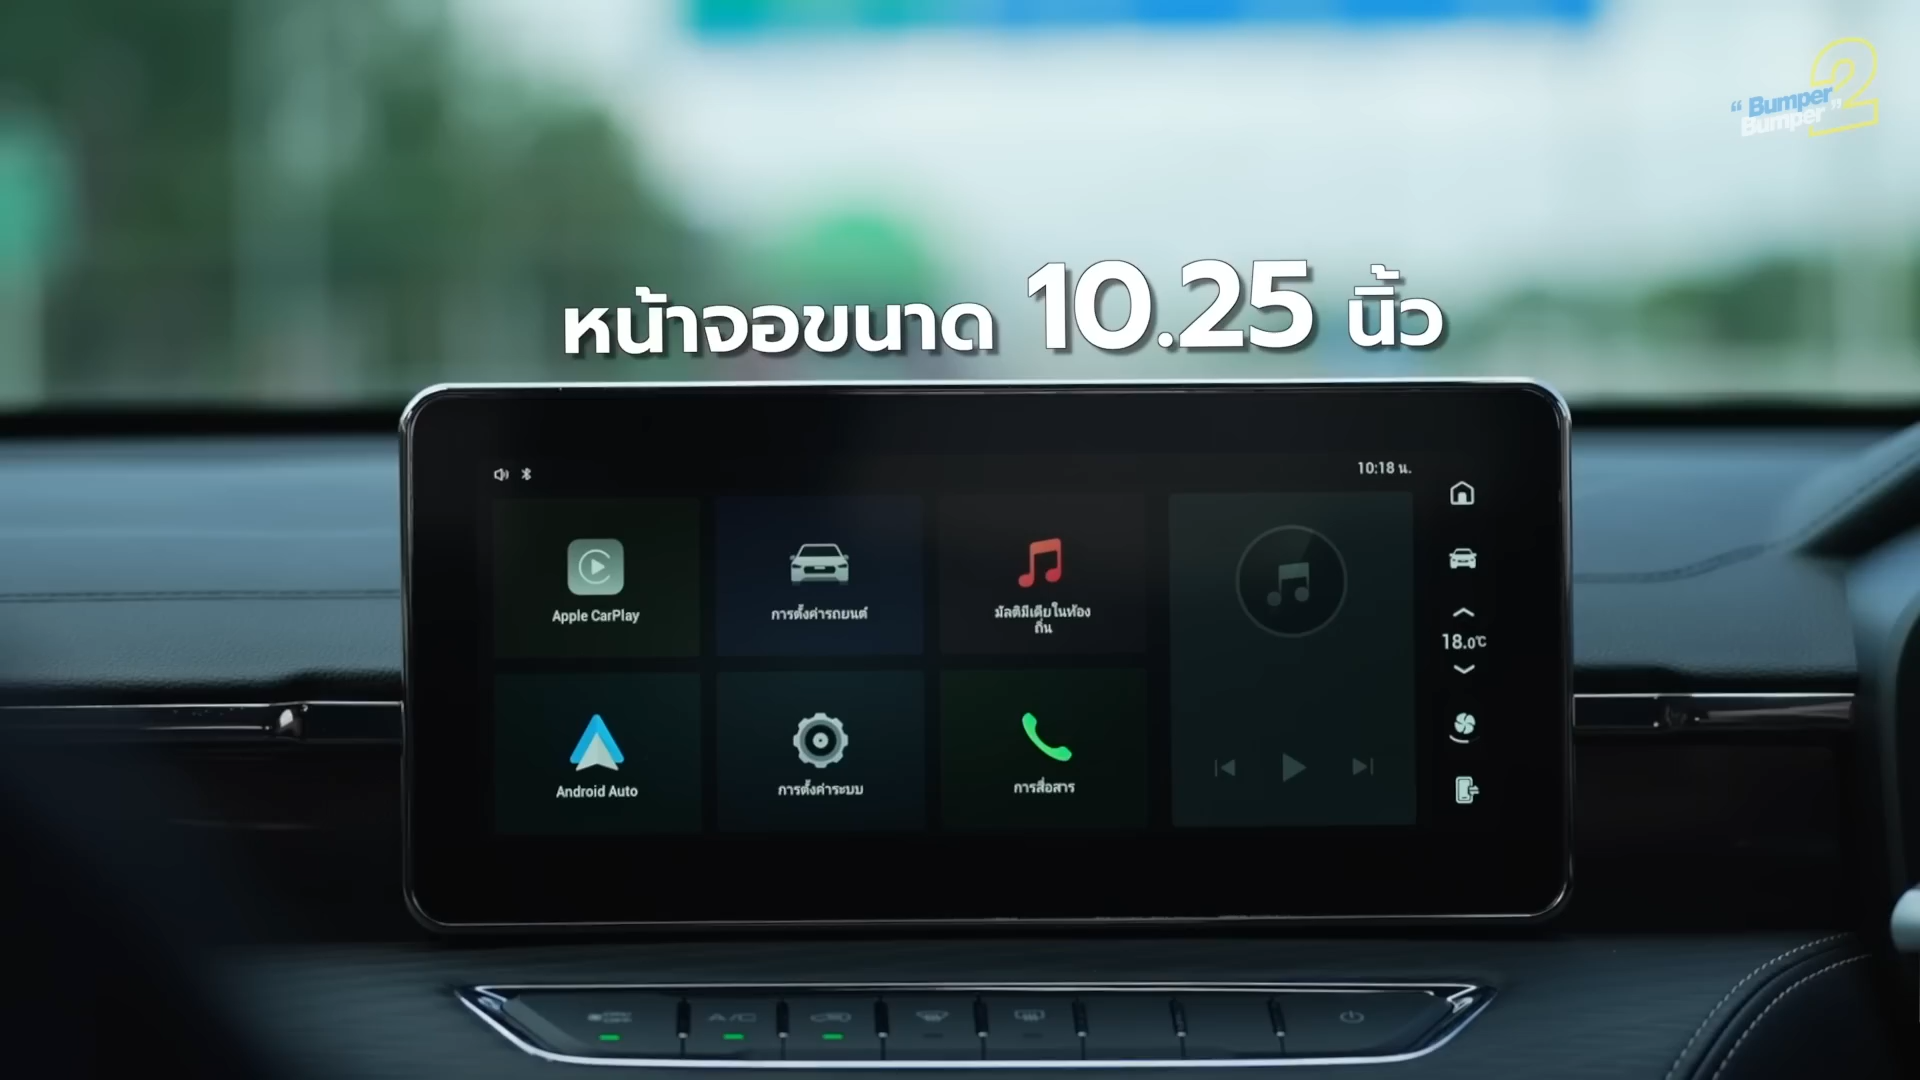 “ Bumper 2
Bumper ”
หน้าจอขนาด 10.25 นิ้ว
10:18 น.
Apple CarPlay
การตั้งค่ารถยนต์
มัลติมีเดียในท้อง
ถิ่น
18.0℃
Android Auto
การตั้งค่าระบบ
การสื่อสาร
A/C